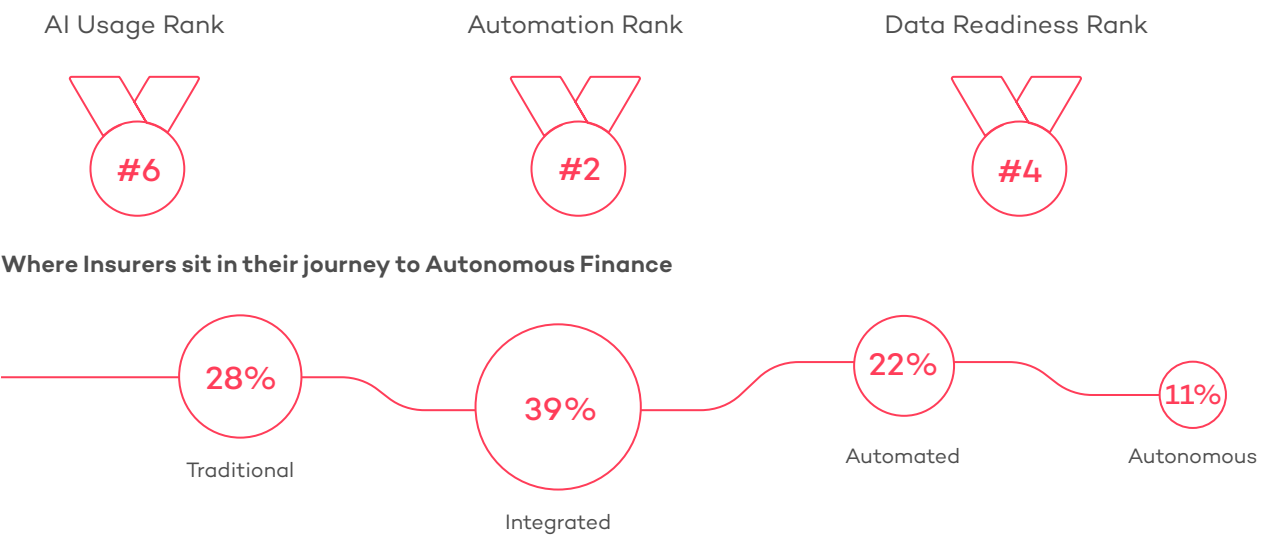 AI Usage Rank
Automation Rank
Data Readiness Rank
#6
#2
#4
Where Insurers sit in their journey to Autonomous Finance
28%
39%
22%
11%
Traditional
Integrated
Automated
Autonomous